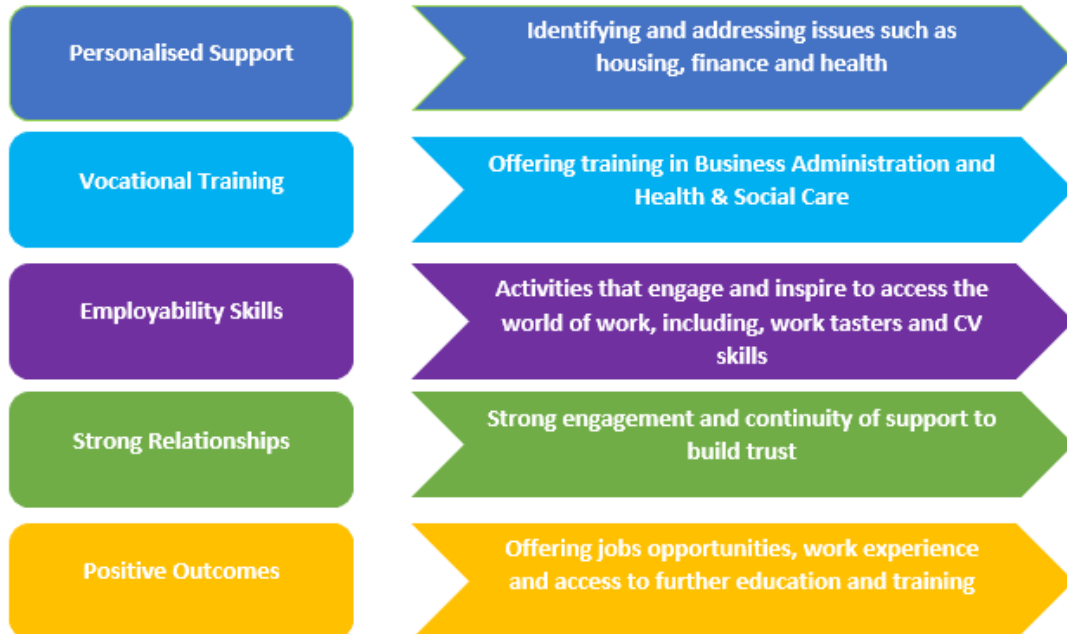 Personalised Support
Identifying and addressing issues such as
housing, finance and health
Vocational Training
Offering training in Business Administration and
Health & Social Care
Employability Skills
Activities that engage and inspire to access the
world of work, including, work tasters and CV
skills
Strong Relationships
Strong engagement and continuity of support to
build trust
Positive Outcomes
Offering jobs opportunities, work experience
and access to further education and training